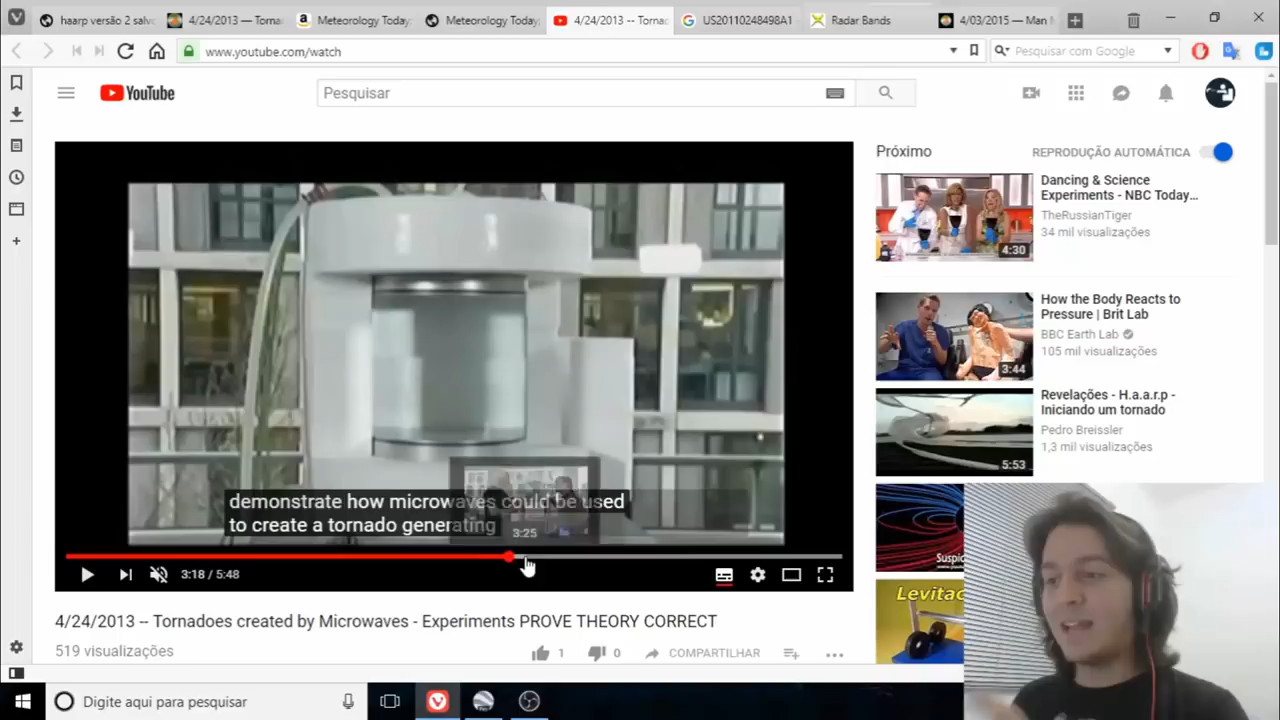 haarp versão 2 salvo
4/24/2013 — Torna
Meteorology Today:
Meteorology Today:
4/24/2013 -- Tornad
US20110248498A1
Radar Bands
4/03/2015 — Man M
www.youtube.com/watch
Pesquisar com Google
YouTube
Pesquisar
Próximo
REPRODUÇÃO AUTOMÁTICA
Dancing & Science
Experiments - NBC Today...
TheRussianTiger
34 mil visualizações
4:30
How the Body Reacts to
Pressure | Brit Lab
BBC Earth Lab
105 mil visualizações
3:44
Revelações - H.a.a.r.p -
Iniciando um tornado
Pedro Breissler
1,3 mil visualizações
5:53
demonstrate how microwaves could be used
to create a tornado generating
3:25
3:18 / 5:48
Levitac
4/24/2013 -- Tornadoes created by Microwaves - Experiments PROVE THEORY CORRECT
519 visualizações
1
0
COMPARTILHAR
Digite aqui para pesquisar